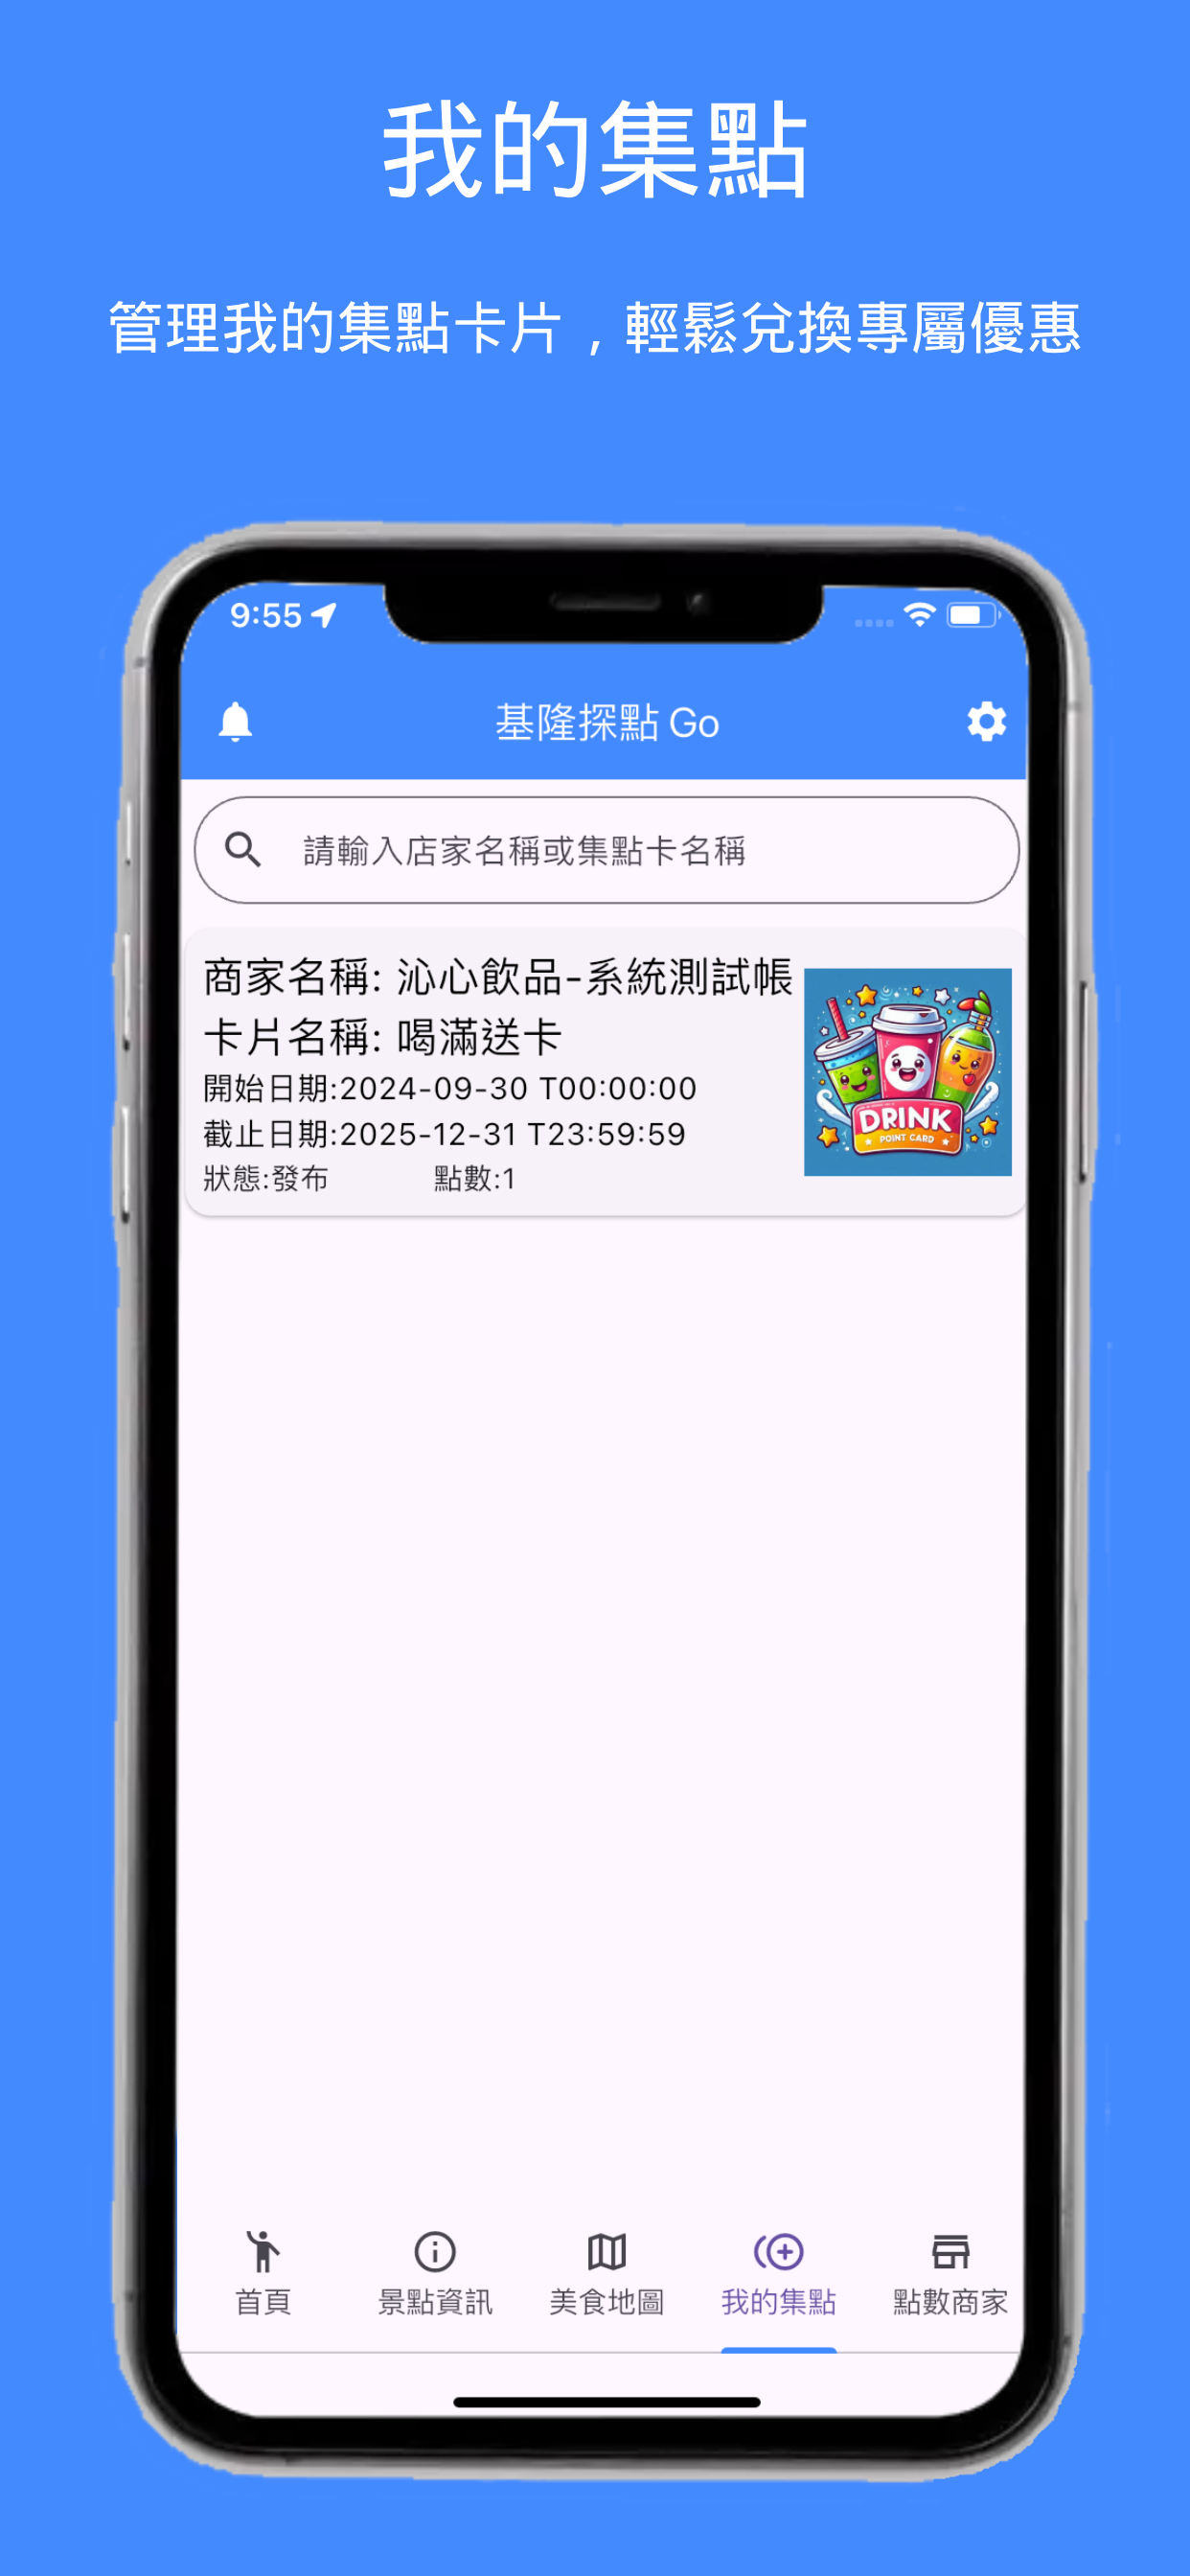 我的集點
管理我的集點卡片，輕鬆兌換專屬優惠
9:55
基隆探點 Go
請輸入店家名稱或集點卡名稱
商家名稱: 沁心飲品-系統測試帳
卡片名稱: 喝滿送卡
開始日期:2024-09-30 T00:00:00
截止日期:2025-12-31 T23:59:59
狀態:發布 點數:1
DRINK
POINT CARD
首頁 景點資訊 美食地圖 我的集點 點數商家